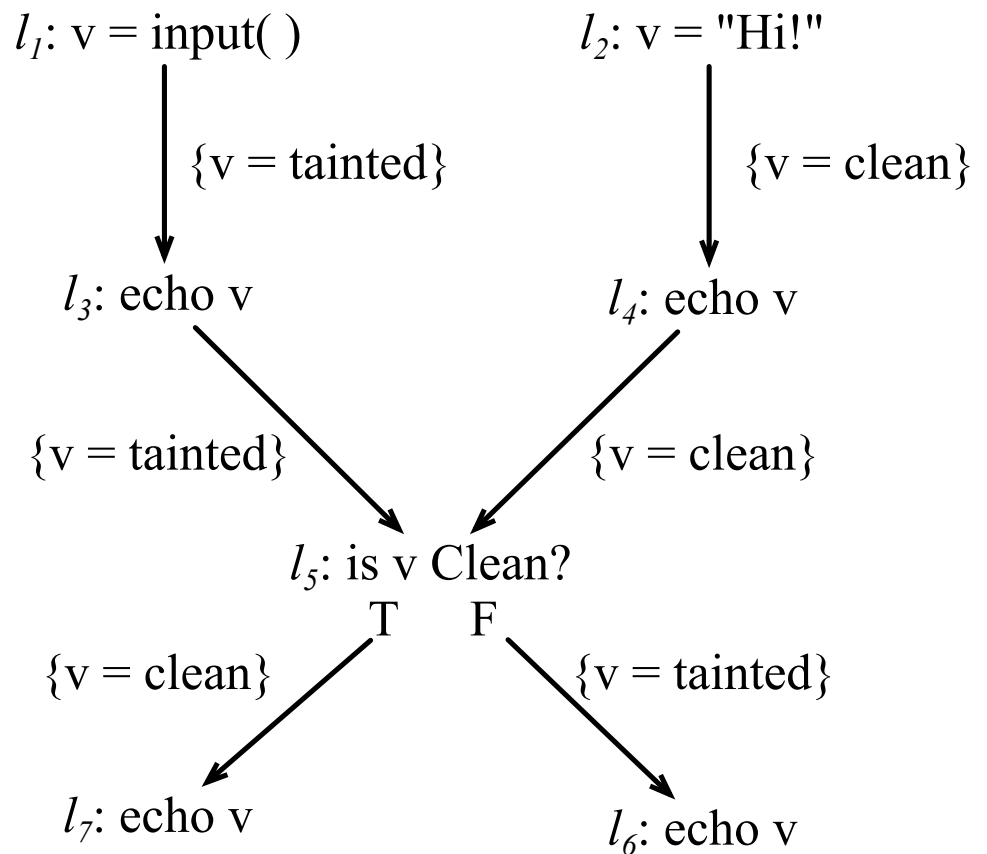 l1: v = input( )
l2: v = "Hi!"
{v = tainted}
{v = clean}
l3: echo v
l4: echo v
{v = tainted}
{v = clean}
l5: is v Clean?
T F
{v = clean}
{v = tainted}
l7: echo v
l6: echo v